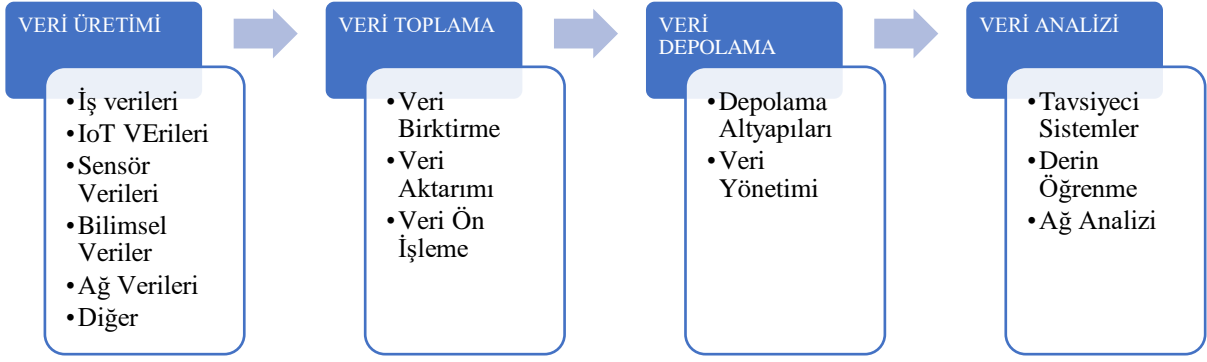 VERİ ÜRETİMİ
•İş verileri
•IoT VErileri
•Sensör
Verileri
•Bilimsel
Veriler
•Ağ Verileri
•Diğer
VERİ TOPLAMA
•Veri
Birktirme
•Veri
Aktarımı
•Veri Ön
İşleme
VERİ
DEPOLAMA
•Depolama
Altyapıları
•Veri
Yönetimi
VERİ ANALİZİ
•Tavsiyeci
Sistemler
•Derin
Öğrenme
•Ağ Analizi